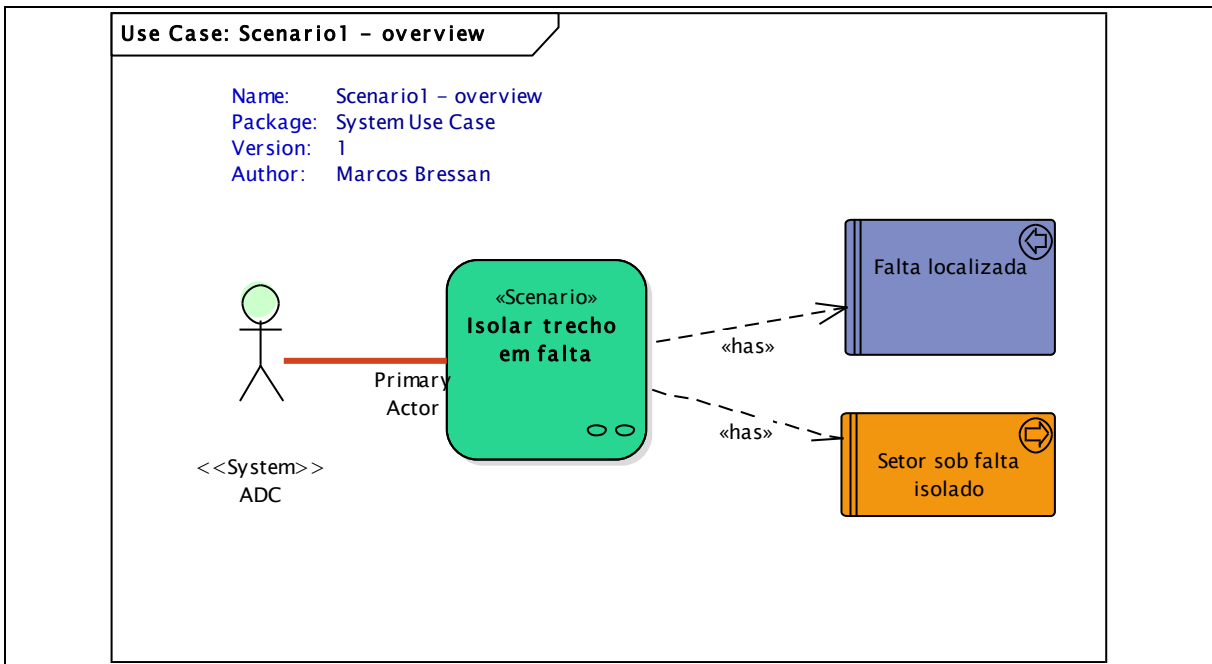 Use Case: Scenario1 - overview
Name: Scenario1 - overview
Package: System Use Case
Version: 1
Author: Marcos Bressan
Falta localizada
«Scenario»
Isolar trecho
em falta
«has»
Primary
Actor
«has»
Setor sob falta
isolado
<<System>>
ADC